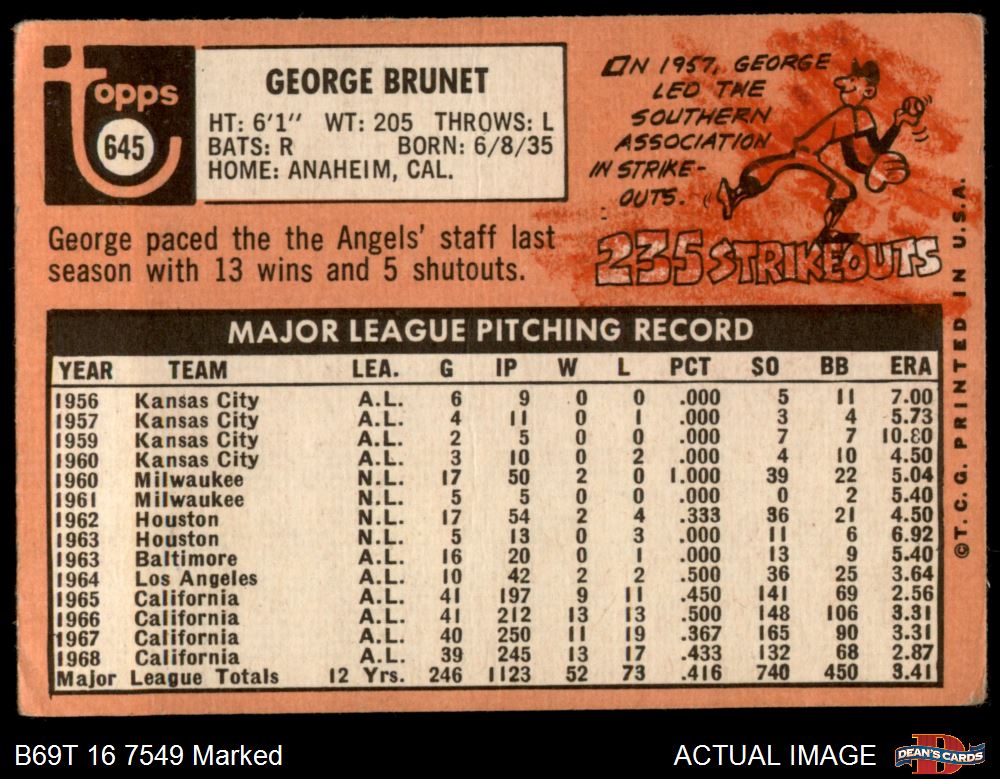 topps
645
GEORGE BRUNET
HT: 6'1" WT: 205 THROWS: L
BATS: R BORN: 6/8/35
HOME: ANAHEIM, CAL.
George paced the the Angels' staff last
season with 13 wins and 5 shutouts.
IN 1957, GEORGE
LED THE
SOUTHERN
ASSOCIATION
IN STRIKE-
OUTS.
235 STRIKEOUTS
MAJOR LEAGUE PITCHING RECORD
YEAR TEAM LEA. G IP W L PCT SO BB ERA
1956 Kansas City A.L. 6 9 0 0 .000 5 11 7.00
1957 Kansas City A.L. 4 11 0 1 .000 3 4 5.73
1959 Kansas City A.L. 2 5 0 0 .000 7 7 10.80
1960 Kansas City A.L. 3 10 0 2 .000 4 10 4.50
1960 Milwaukee N.L. 17 50 2 0 1.000 39 22 5.04
1961 Milwaukee N.L. 5 5 0 0 .000 0 2 5.40
1962 Houston N.L. 17 54 2 4 .333 36 21 4.50
1963 Houston N.L. 5 13 0 3 .000 11 6 6.92
1963 Baltimore A.L. 16 20 0 1 .000 13 9 5.40
1964 Los Angeles A.L. 10 42 2 2 .500 36 25 3.64
1965 California A.L. 41 197 9 11 .450 141 69 2.56
1966 California A.L. 41 212 13 13 .500 148 106 3.31
1967 California A.L. 40 250 11 19 .367 165 90 3.31
1968 California A.L. 39 245 13 17 .433 132 68 2.87
Major League Totals 12 Yrs. 246 1123 52 73 .416 740 450 3.41
©T. C. G. PRINTED IN U.S.A.
B69T 16 7549 Marked
ACTUAL IMAGE
DEAN'S CARDS